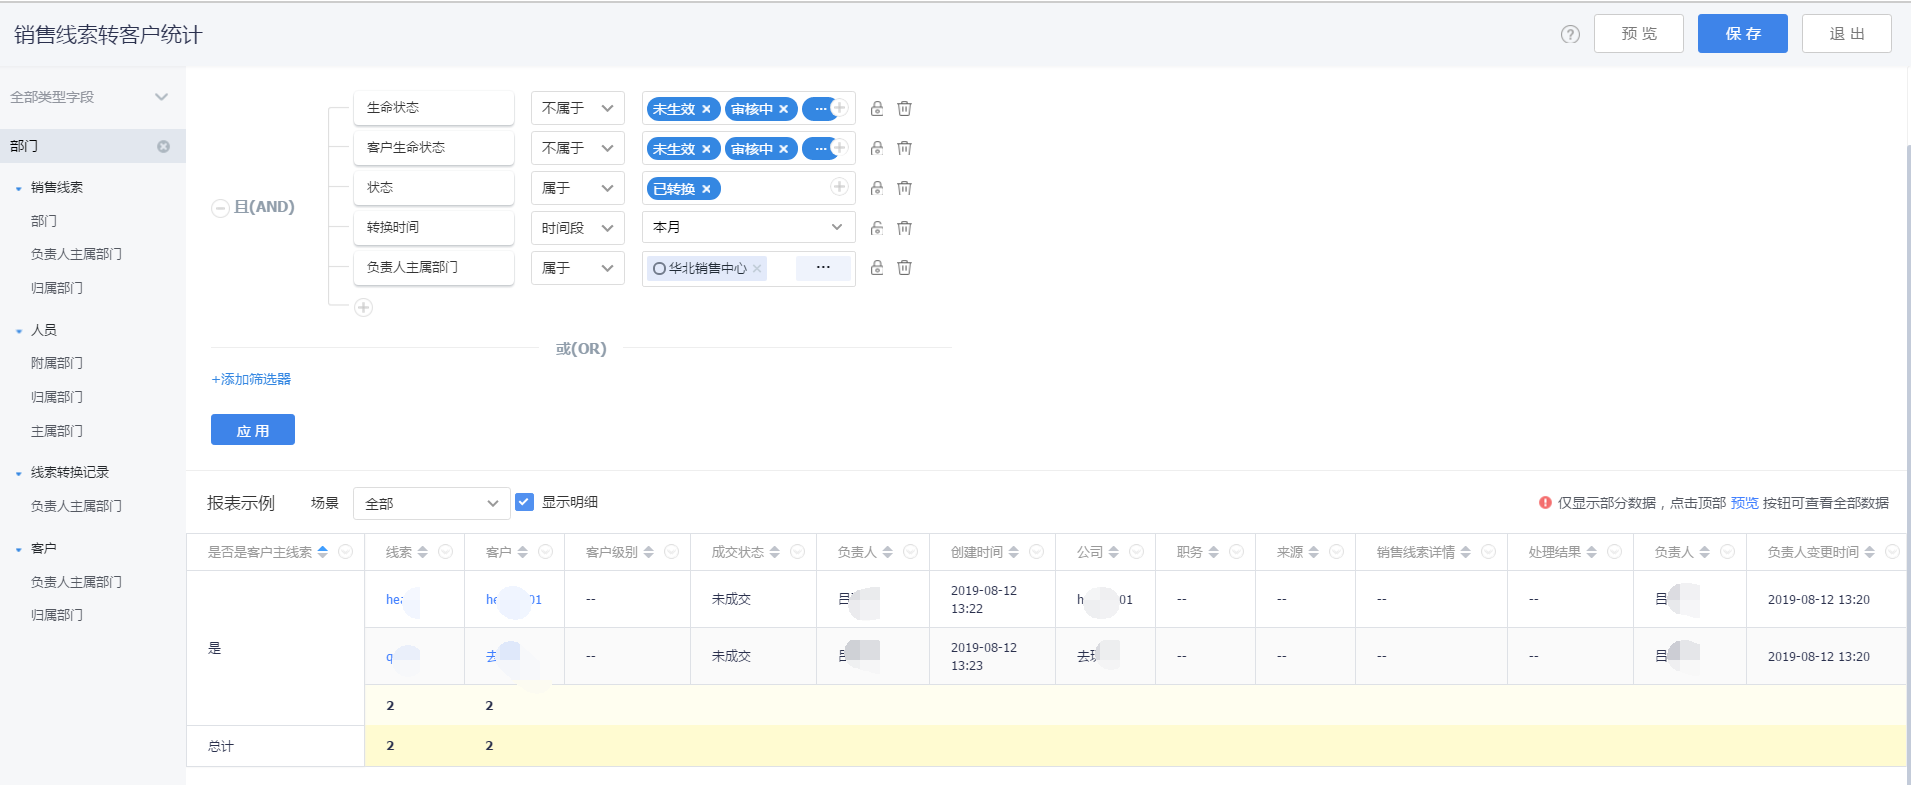 销售线索转客户统计
? 预 览 保 存 退 出
全部类型字段
部门
销售线索
部门
负责人主属部门
归属部门
人员
附属部门
归属部门
主属部门
线索转换记录
负责人主属部门
客户
负责人主属部门
归属部门
且(AND)
生命状态 不属于 未生效 × 审核中 × ···
客户生命状态 不属于 未生效 × 审核中 × ···
状态 属于 已转换 ×
转换时间 时间段 本月
负责人主属部门 属于 华北销售中心 × ···
或(OR)
+添加筛选器
应 用
报表示例 场景 全部 显示明细 仅显示部分数据，点击顶部 预览 按钮可查看全部数据
是否是客户主线索 线索 客户 客户级别 成交状态 负责人 创建时间 公司 职务 来源 销售线索详情 处理结果 负责人 负责人变更时间
是
-- 未成交 吕 2019-08-12 13:22 h 01 -- -- -- -- 吕 2019-08-12 13:20
q 去 -- 未成交 吕 2019-08-12 13:23 -- -- -- -- 吕 2019-08-12 13:20
2 2
总计 2 2